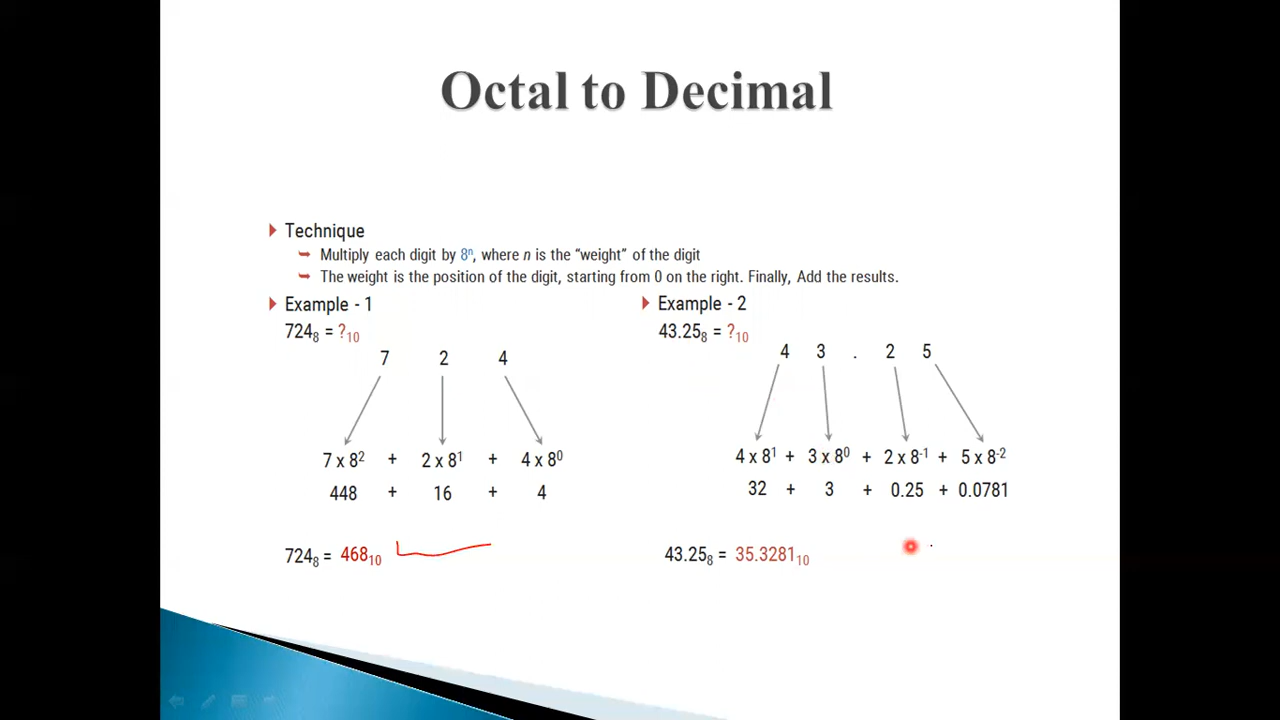 Octal to Decimal
Technique
Multiply each digit by 8ⁿ, where n is the “weight” of the digit
The weight is the position of the digit, starting from 0 on the right. Finally, Add the results.
Example - 1
724₈ = ?₁₀
7 2 4
7 x 8² + 2 x 8¹ + 4 x 8⁰
448 + 16 + 4
724₈ = 468₁₀
Example - 2
43.25₈ = ?₁₀
4 3 . 2 5
4 x 8¹ + 3 x 8⁰ + 2 x 8⁻¹ + 5 x 8⁻²
32 + 3 + 0.25 + 0.0781
43.25₈ = 35.3281₁₀